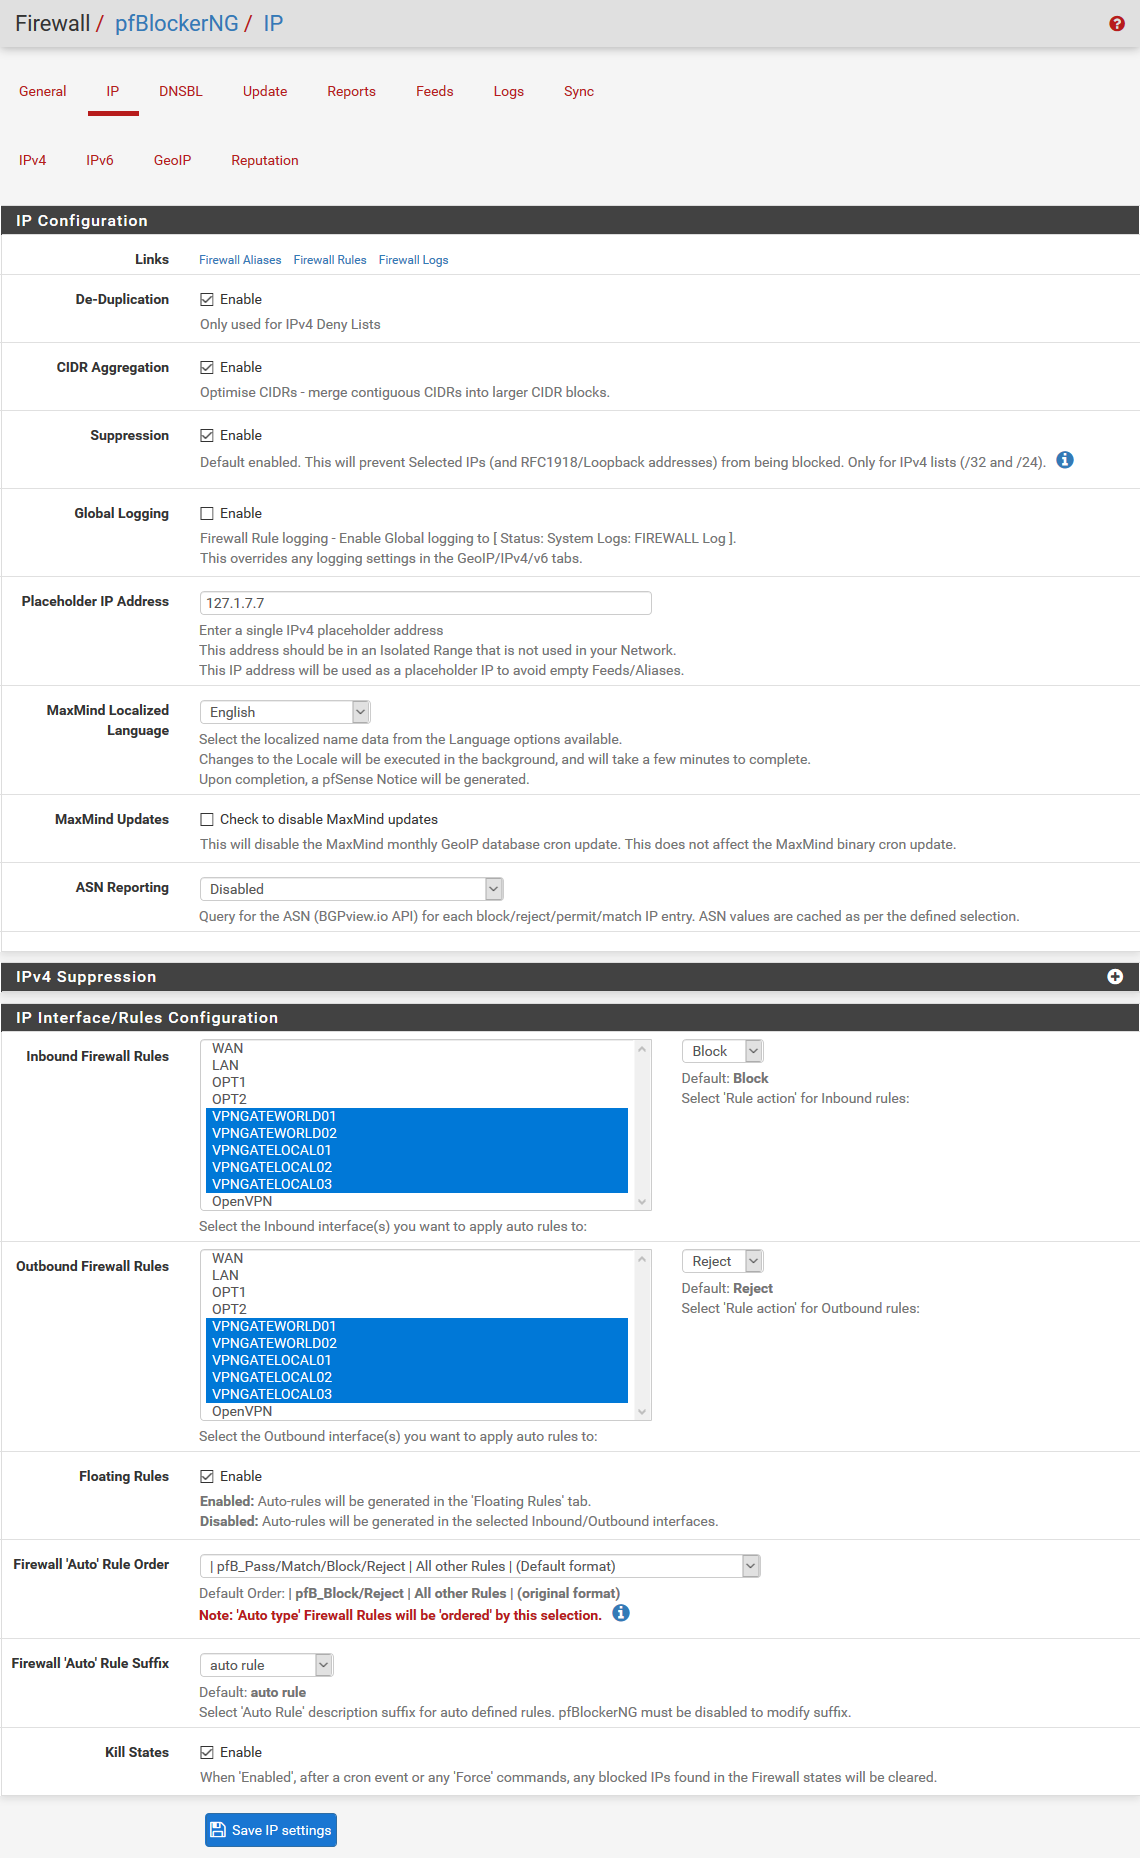 Firewall / pfBlockerNG / IP
General IP DNSBL Update Reports Feeds Logs Sync
IPv4 IPv6 GeoIP Reputation
IP Configuration
Links Firewall Aliases Firewall Rules Firewall Logs
De-Duplication Enable
Only used for IPv4 Deny Lists
CIDR Aggregation Enable
Optimise CIDRs - merge contiguous CIDRs into larger CIDR blocks.
Suppression Enable
Default enabled. This will prevent Selected IPs (and RFC1918/Loopback addresses) from being blocked. Only for IPv4 lists (/32 and /24).
Global Logging Enable
Firewall Rule logging - Enable Global logging to [ Status: System Logs: FIREWALL Log ].
This overrides any logging settings in the GeoIP/IPv4/v6 tabs.
Placeholder IP Address 127.1.7.7
Enter a single IPv4 placeholder address
This address should be in an Isolated Range that is not used in your Network.
This IP address will be used as a placeholder IP to avoid empty Feeds/Aliases.
MaxMind Localized
Language
English
Select the localized name data from the Language options available.
Changes to the Locale will be executed in the background, and will take a few minutes to complete.
Upon completion, a pfSense Notice will be generated.
MaxMind Updates Check to disable MaxMind updates
This will disable the MaxMind monthly GeoIP database cron update. This does not affect the MaxMind binary cron update.
ASN Reporting Disabled
Query for the ASN (BGPview.io API) for each block/reject/permit/match IP entry. ASN values are cached as per the defined selection.
IPv4 Suppression
IP Interface/Rules Configuration
Inbound Firewall Rules
WAN
LAN
OPT1
OPT2
VPNGATEWORLD01
VPNGATEWORLD02
VPNGATELOCAL01
VPNGATELOCAL02
VPNGATELOCAL03
OpenVPN
Select the Inbound interface(s) you want to apply auto rules to:
Block
Default: Block
Select 'Rule action' for Inbound rules:
Outbound Firewall Rules
WAN
LAN
OPT1
OPT2
VPNGATEWORLD01
VPNGATEWORLD02
VPNGATELOCAL01
VPNGATELOCAL02
VPNGATELOCAL03
OpenVPN
Select the Outbound interface(s) you want to apply auto rules to:
Reject
Default: Reject
Select 'Rule action' for Outbound rules:
Floating Rules Enable
Enabled: Auto-rules will be generated in the 'Floating Rules' tab.
Disabled: Auto-rules will be generated in the selected Inbound/Outbound interfaces.
Firewall 'Auto' Rule Order | pfB_Pass/Match/Block/Reject | All other Rules | (Default format)
Default Order: | pfB_Block/Reject | All other Rules | (original format)
Note: 'Auto type' Firewall Rules will be 'ordered' by this selection.
Firewall 'Auto' Rule Suffix auto rule
Default: auto rule
Select 'Auto Rule' description suffix for auto defined rules. pfBlockerNG must be disabled to modify suffix.
Kill States Enable
When 'Enabled', after a cron event or any 'Force' commands, any blocked IPs found in the Firewall states will be cleared.
Save IP settings